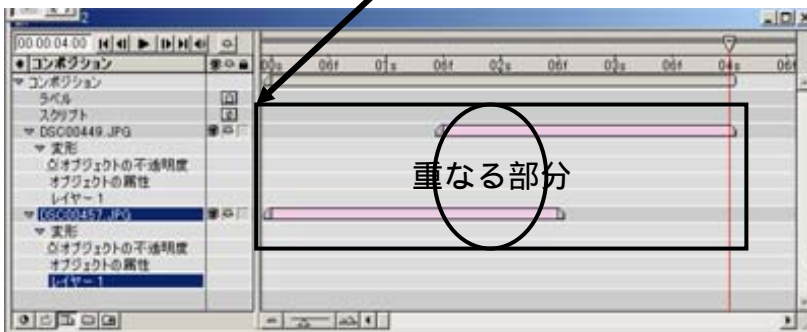 2
00:00:04:00
コンポジション
00s 06f 01s 06f 02s 06f 03s 06f 04s 06f
コンポジション
ラベル
スクリプト
DSC00449.JPG
変形
オブジェクトの不透明度
オブジェクトの属性
レイヤー1
重なる部分
DSC00457.JPG
変形
オブジェクトの不透明度
オブジェクトの属性
レイヤー1